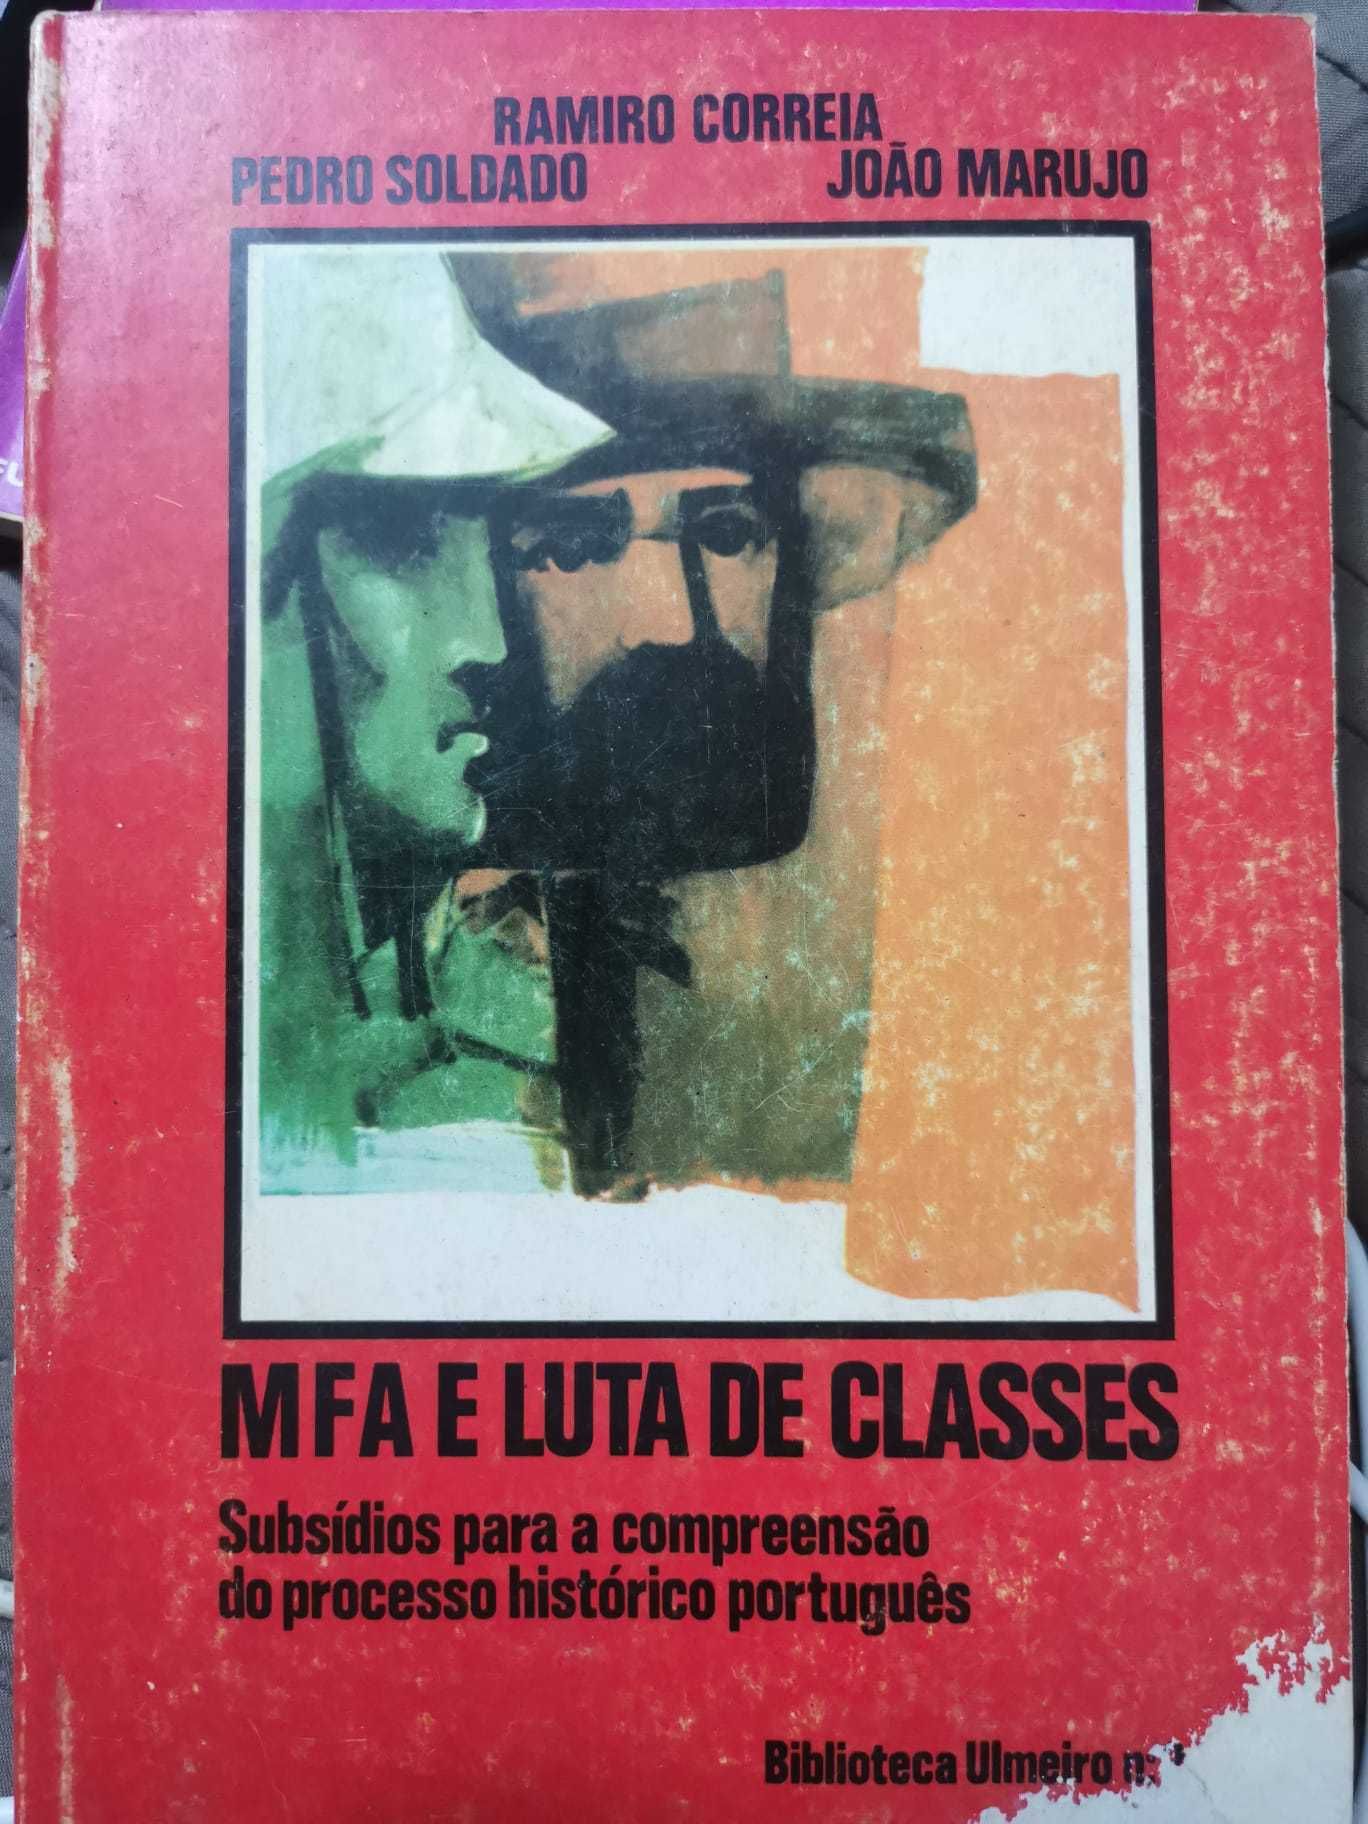 RAMIRO CORREIA
PEDRO SOLDADO JOÃO MARUJO
MFA E LUTA DE CLASSES
Subsídios para a compreensão
do processo histórico português
Biblioteca Ulmeiro